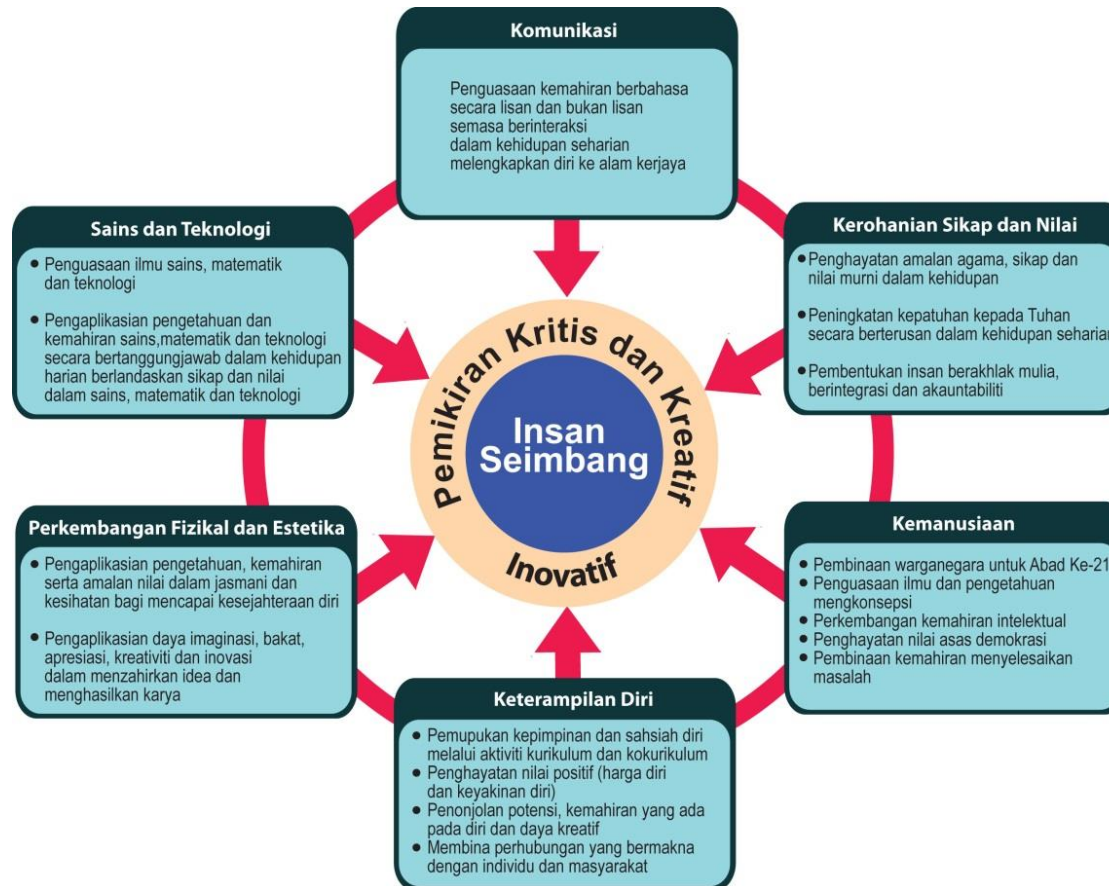 Komunikasi
Penguasaan kemahiran berbahasa
secara lisan dan bukan lisan
semasa berinteraksi
dalam kehidupan seharian
melengkapkan diri ke alam kerjaya
Sains dan Teknologi
● Penguasaan ilmu sains, matematik
dan teknologi
● Pengaplikasian pengetahuan dan
kemahiran sains,matematik dan teknologi
secara bertanggungjawab dalam kehidupan
harian berlandaskan sikap dan nilai
dalam sains, matematik dan teknologi
Kerohanian Sikap dan Nilai
● Penghayatan amalan agama, sikap dan
nilai murni dalam kehidupan
● Peningkatan kepatuhan kepada Tuhan
secara berterusan dalam kehidupan seharian
● Pembentukan insan berakhlak mulia,
berintegrasi dan akauntabiliti
Pemikiran Kritis dan Kreatif
Insan
Seimbang
Inovatif
Perkembangan Fizikal dan Estetika
● Pengaplikasian pengetahuan, kemahiran
serta amalan nilai dalam jasmani dan
kesihatan bagi mencapai kesejahteraan diri
● Pengaplikasian daya imaginasi, bakat,
apresiasi, kreativiti dan inovasi
dalam menzahirkan idea dan
menghasilkan karya
Kemanusiaan
● Pembinaan warganegara untuk Abad Ke-21
● Penguasaan ilmu dan pengetahuan
mengkonsepsi
● Perkembangan kemahiran intelektual
● Penghayatan nilai asas demokrasi
● Pembinaan kemahiran menyelesaikan
masalah
Keterampilan Diri
● Pemupukan kepimpinan dan sahsiah diri
melalui aktiviti kurikulum dan kokurikulum
● Penghayatan nilai positif (harga diri
dan keyakinan diri)
● Penonjolan potensi, kemahiran yang ada
pada diri dan daya kreatif
● Membina perhubungan yang bermakna
dengan individu dan masyarakat